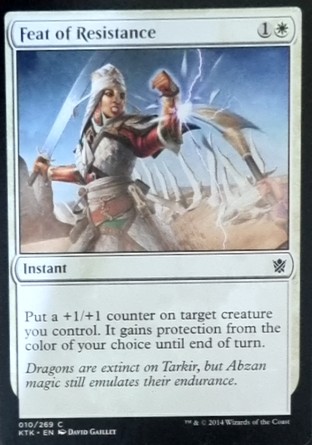 Feat of Resistance 1
Instant
Put a +1/+1 counter on target creature
you control. It gains protection from the
color of your choice until end of turn.
Dragons are extinct on Tarkir, but Abzan
magic still emulates their endurance.
010/269 C
KTK • EN DAVID GAILLET
™ & © 2014 Wizards of the Coast